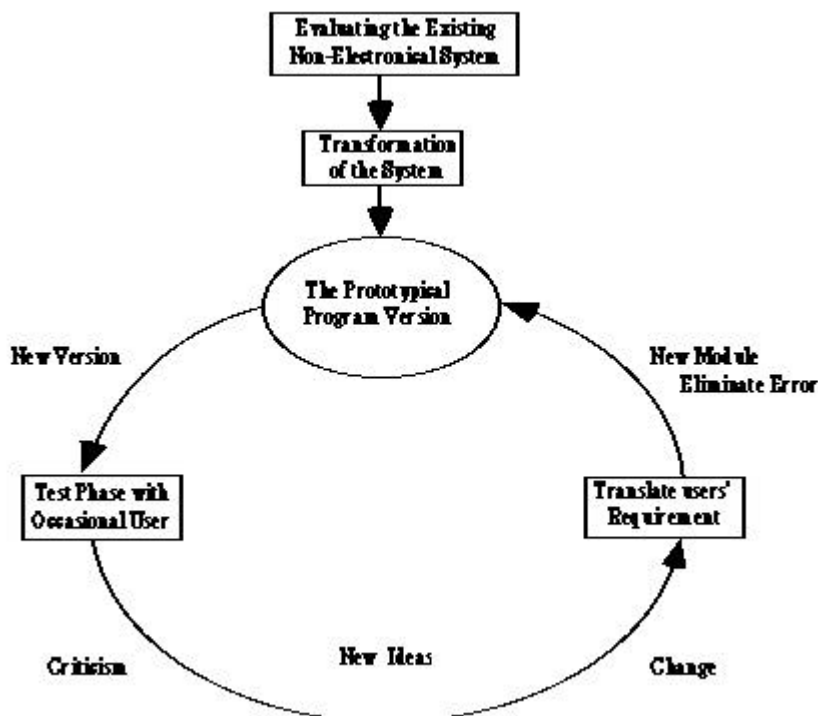 Evaluating the Existing
Non-Electronical System
Transformation
of the System
The Prototypical
Program Version
New Version
New Module
Eliminate Error
Test Phase with
Occasional User
Translate users'
Requirement
Criticism
New Ideas
Change